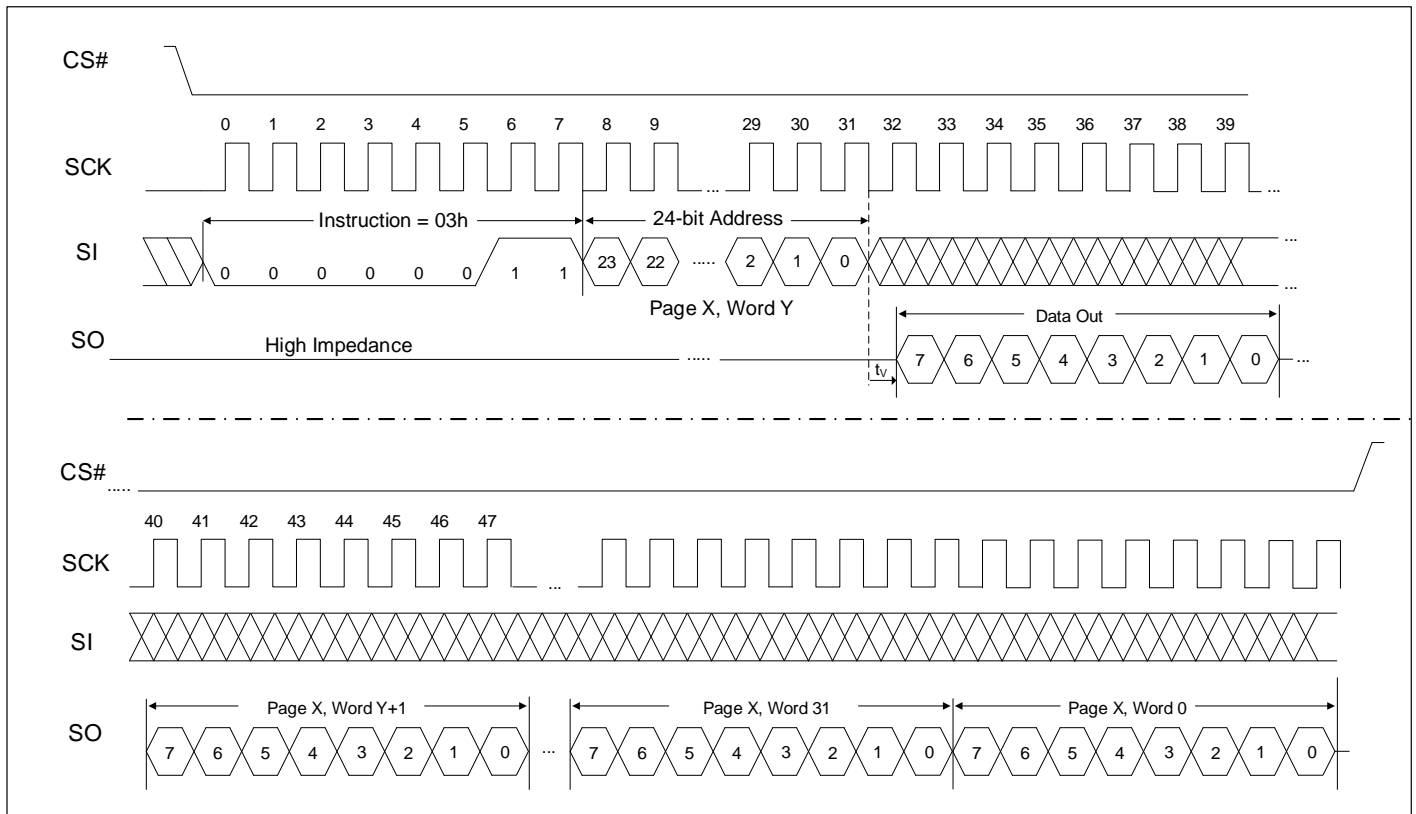 CS#
0 1 2 3 4 5 6 7 8 9 29 30 31 32 33 34 35 36 37 38 39
SCK
... ...
Instruction = 03h 24-bit Address
SI
...
0 0 0 0 0 0 1 1 23 22 ..... 2 1 0
...
Page X, Word Y
Data Out
SO
High Impedance ..... 7 6 5 4 3 2 1 0 ...
tV
CS#
.....
40 41 42 43 44 45 46 47
SCK
...
SI
Page X, Word Y+1 Page X, Word 31 Page X, Word 0
SO
7 6 5 4 3 2 1 0 ... 7 6 5 4 3 2 1 0 7 6 5 4 3 2 1 0